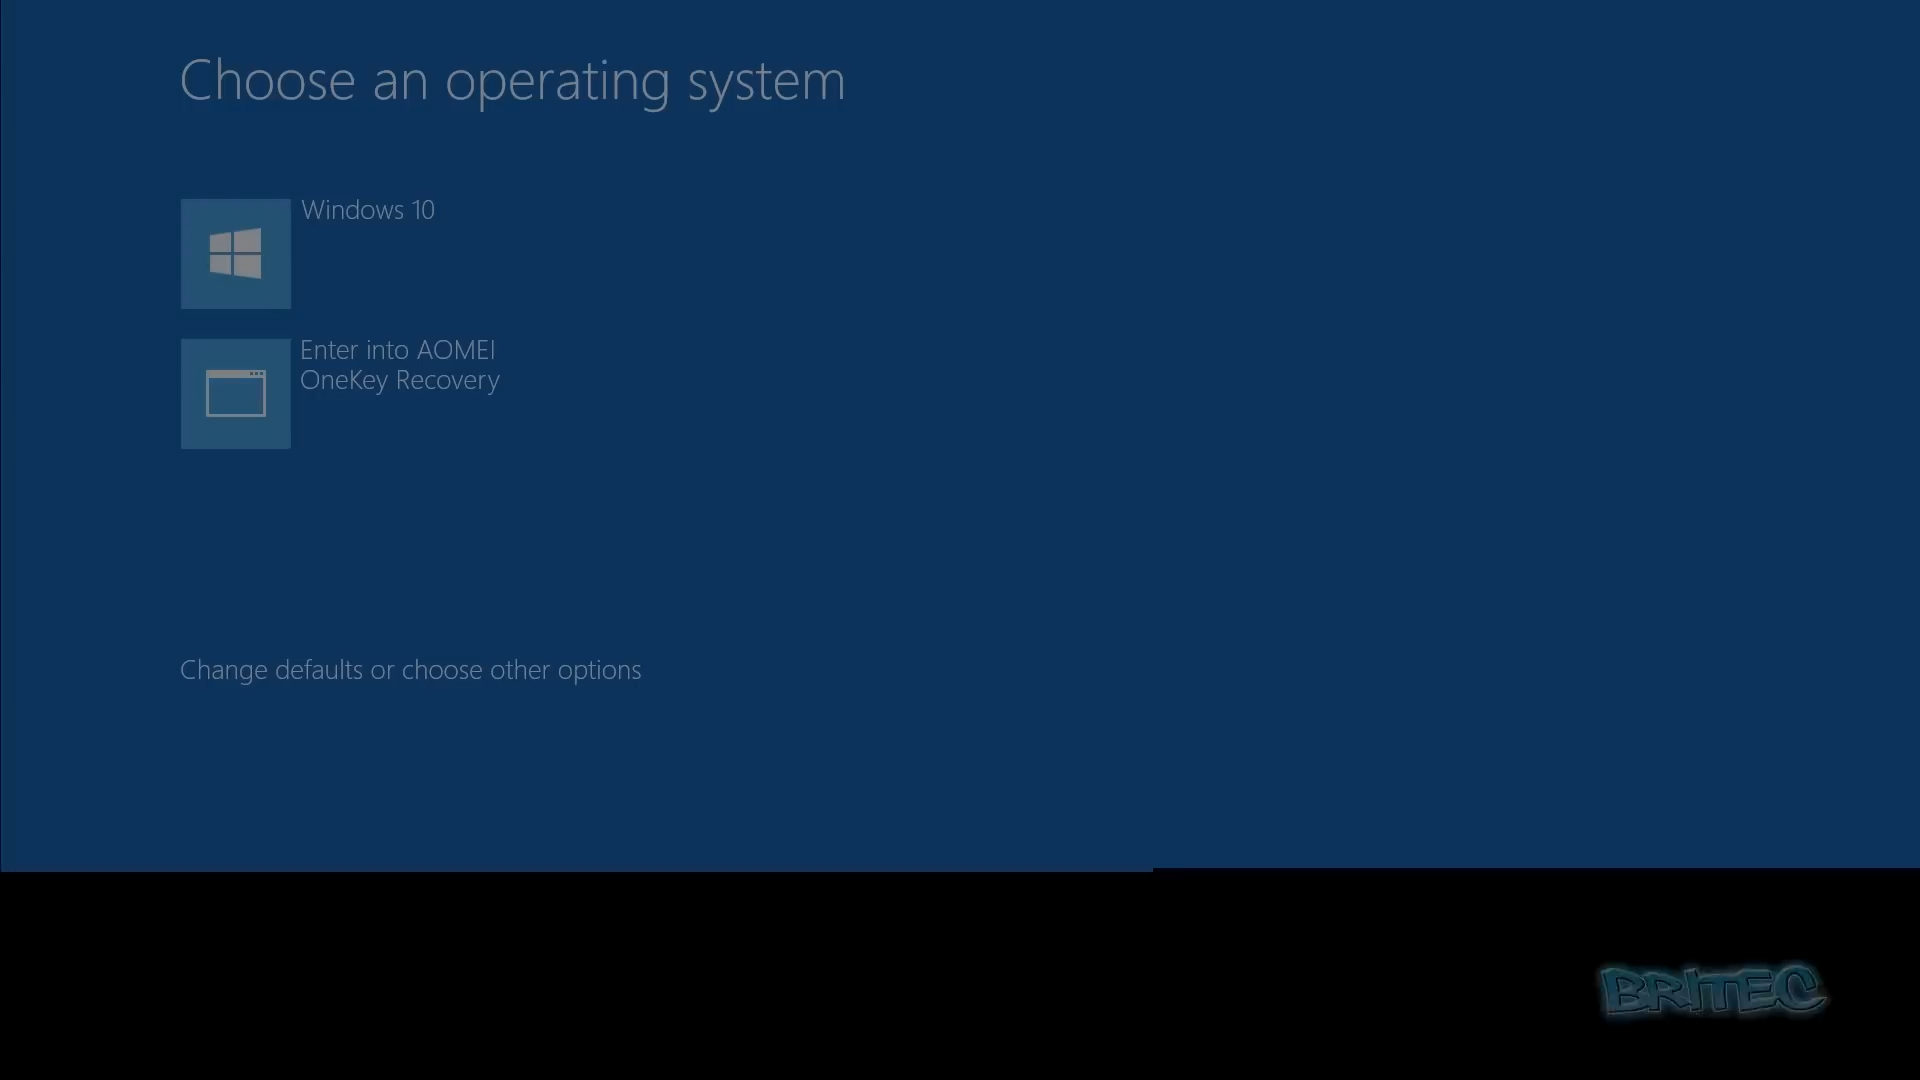 Choose an operating system
Windows 10
Enter into AOMEI
OneKey Recovery
Change defaults or choose other options
BRITEC